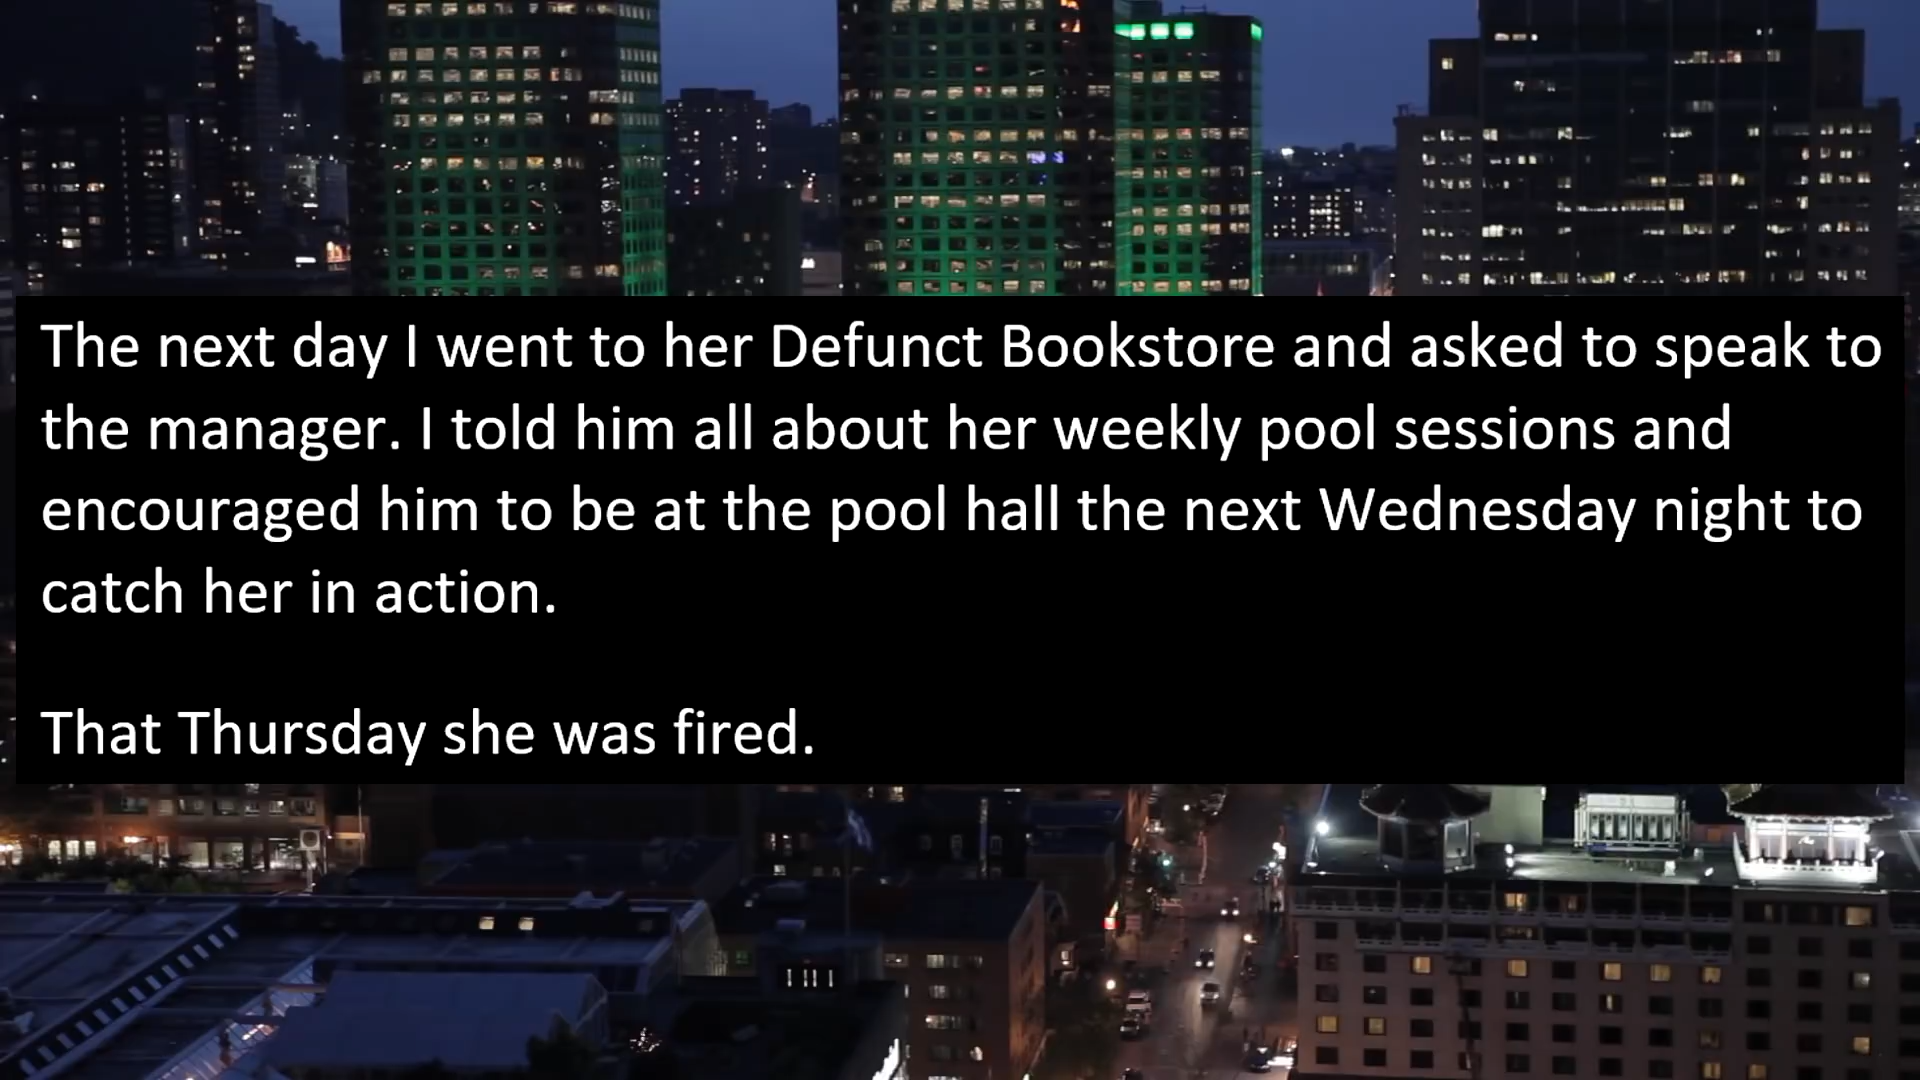 The next day I went to her Defunct Bookstore and asked to speak to
the manager. I told him all about her weekly pool sessions and
encouraged him to be at the pool hall the next Wednesday night to
catch her in action.
That Thursday she was fired.